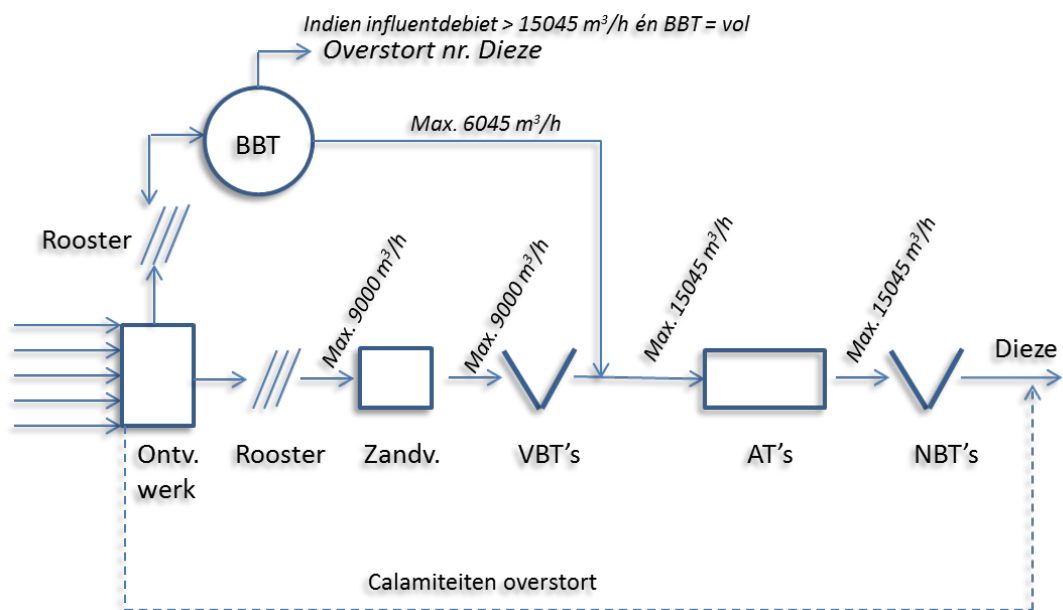 Indien influentdebiet > 15045 m³/h én BBT = vol
Overstort nr. Dieze
Max. 6045 m³/h
BBT
Rooster
Max. 9000 m³/h
Max. 9000 m³/h
Max. 15045 m³/h
Max. 15045 m³/h
Dieze
Ontv.
werk
Rooster
Zandv.
VBT's
AT's
NBT's
Calamiteiten overstort